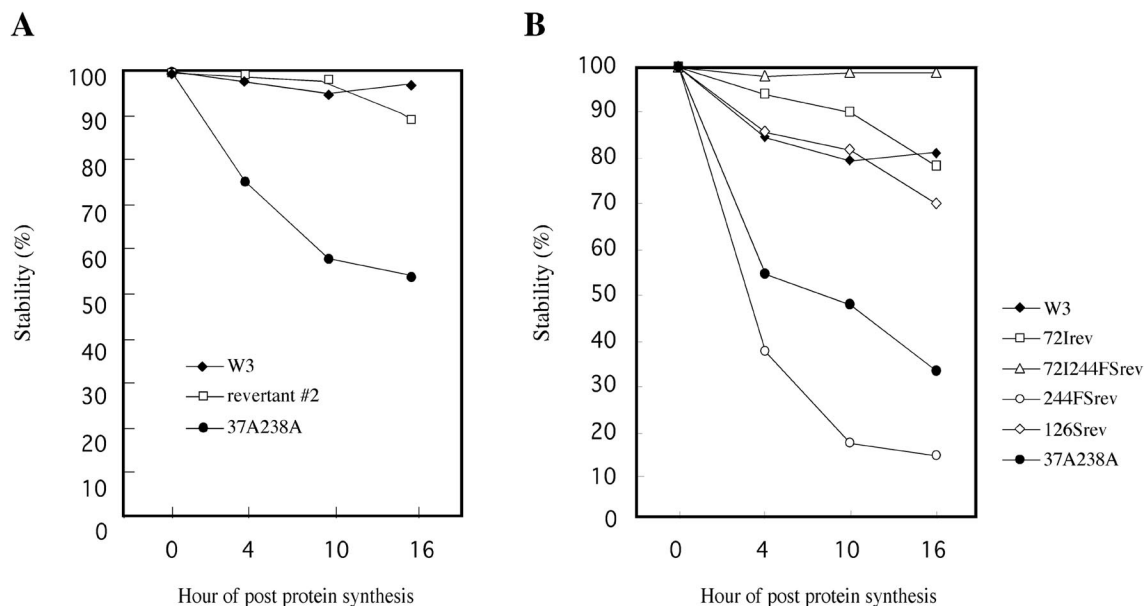 A
Stability (%)
100
90
80
70
60
50
40
30
20
10
0
W3
revertant #2
37A238A
0 4 10 16
Hour of post protein synthesis
B
Stability (%)
100
90
80
70
60
50
40
30
20
10
0
0 4 10 16
Hour of post protein synthesis
W3
72Irev
72I244FSrev
244FSrev
126Srev
37A238A